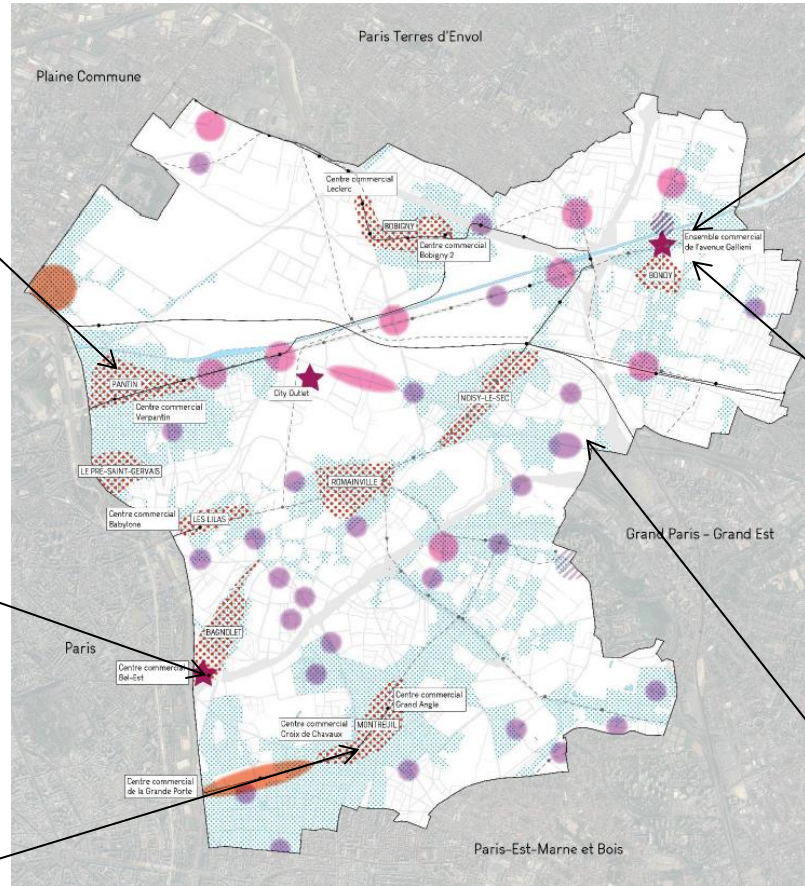 Paris Terres d'Envol
Plaine Commune
Centre commercial
Leclerc
BOBIGNY
Centre commercial
Bobigny 2
Ensemble commercial
de l'avenue Gallieni
BONDY
PANTIN
Centre commercial
Verpantin
City Outlet
NOISY-LE-SEC
LE PRE-SAINT-GERVAIS
ROMAINVILLE
Centre commercial
Babylone
LES LILAS
Grand Paris - Grand Est
BAGNOLET
Paris
Centre commercial
Bel-Est
Centre commercial
Grand Angle
Centre commercial
Croix de Chavaux
MONTREUIL
Centre commercial
de la Grande Porte
Paris-Est-Marne et Bois